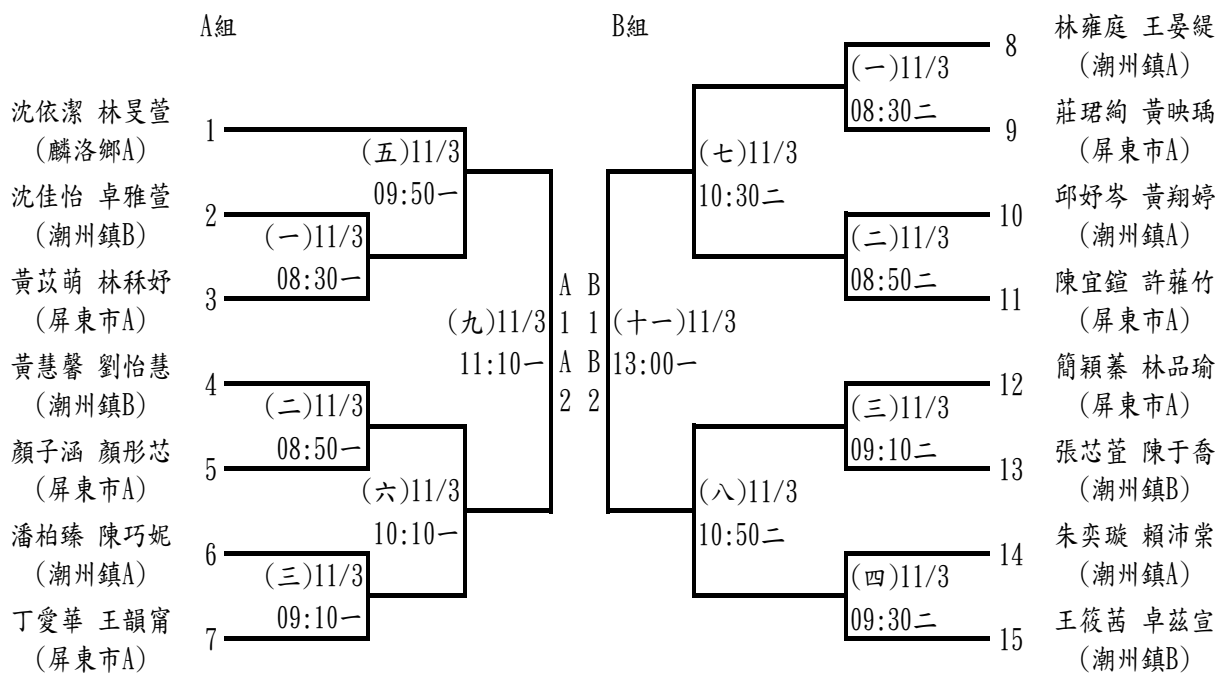 A組
沈依潔 林旻萱
(麟洛鄉A)
1
沈佳怡 卓雅萱
(潮州鎮B)
2
黃苡萌 林秝妤
(屏東市A)
3
黃慧馨 劉怡慧
(潮州鎮B)
4
顏子涵 顏彤芯
(屏東市A)
5
潘柏臻 陳巧妮
(潮州鎮A)
6
丁愛華 王韻甯
(屏東市A)
7
(一)11/3
08:30一
(二)11/3
08:50一
(三)11/3
09:10一
(五)11/3
09:50一
(六)11/3
10:10一
(九)11/3
11:10一
A B
1 1
A B
2 2
B組
(十一)11/3
13:00一
(七)11/3
10:30二
(八)11/3
10:50二
(一)11/3
08:30二
(二)11/3
08:50二
(三)11/3
09:10二
(四)11/3
09:30二
8
林雍庭 王晏緹
(潮州鎮A)
9
莊珺絢 黃映瑀
(屏東市A)
10
邱妤岑 黃翔婷
(潮州鎮A)
11
陳宜鍹 許蓶竹
(屏東市A)
12
簡穎蓁 林品瑜
(屏東市A)
13
張芯萓 陳于喬
(潮州鎮B)
14
朱奕璇 賴沛棠
(潮州鎮A)
15
王筱茜 卓茲宣
(潮州鎮B)